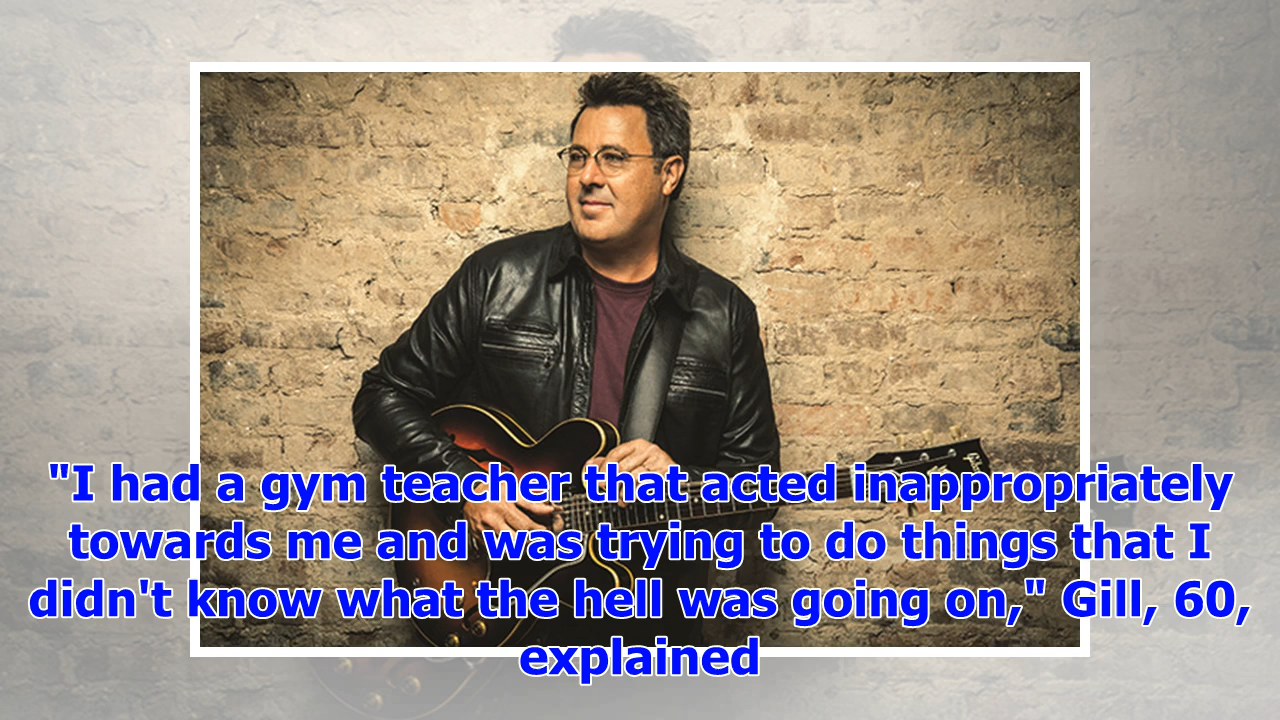 "I had a gym teacher that acted inappropriately
towards me and was trying to do things that I
didn't know what the hell was going on," Gill, 60,
explained